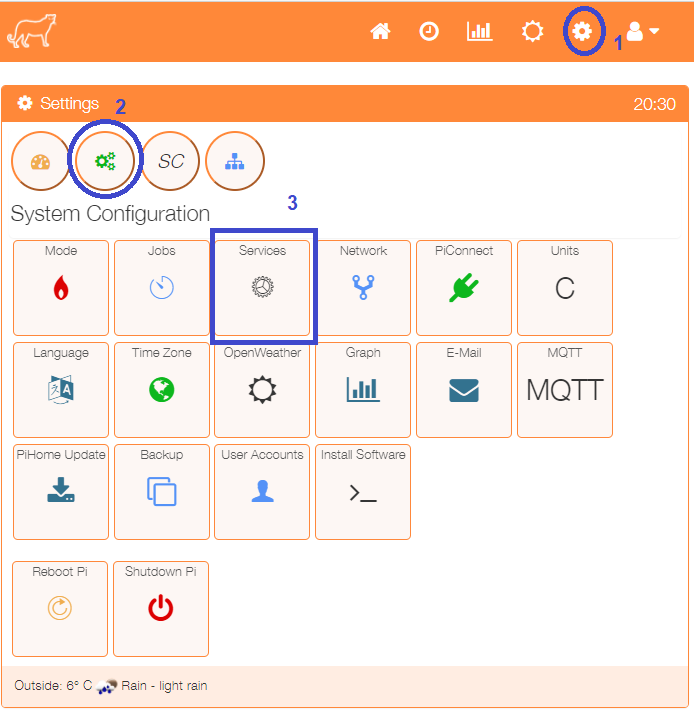 1
Settings 2 20:30
SC
3
System Configuration
Mode Jobs Services Network PiConnect Units
C
Language Time Zone OpenWeather Graph E-Mail MQTT
MQTT
PiHome Update Backup User Accounts Install Software
>_
Reboot Pi Shutdown Pi
Outside: 6° C Rain - light rain